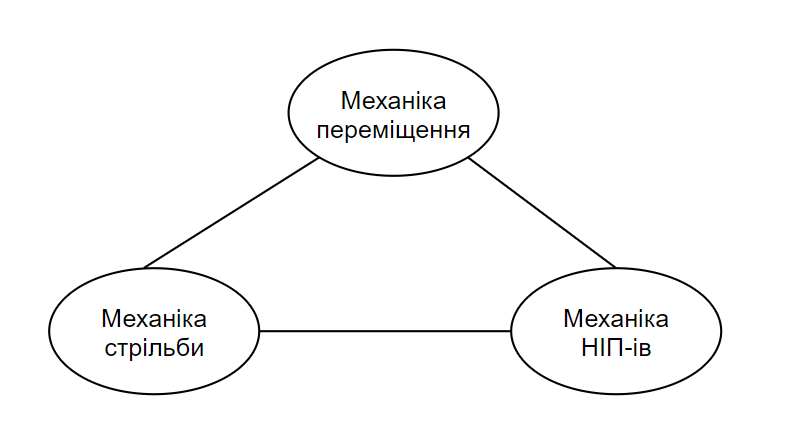 Механіка
переміщення
Механіка
стрільби
Механіка
НІП-ів